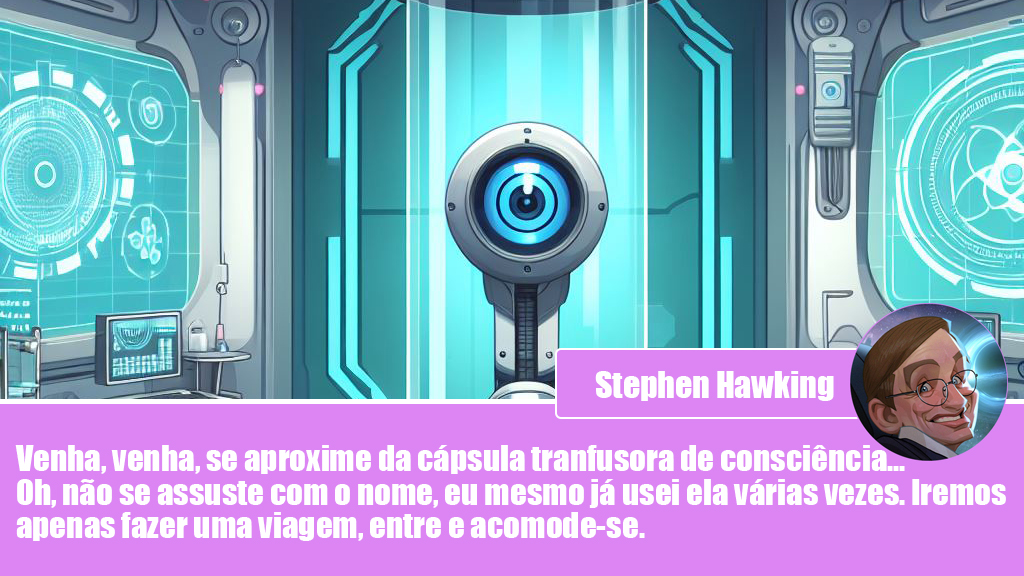 Stephen Hawking
Venha, venha, se aproxime da cápsula tranfusora de consciência...
Oh, não se assuste com o nome, eu mesmo já usei ela várias vezes. Iremos
apenas fazer uma viagem, entre e acomode-se.